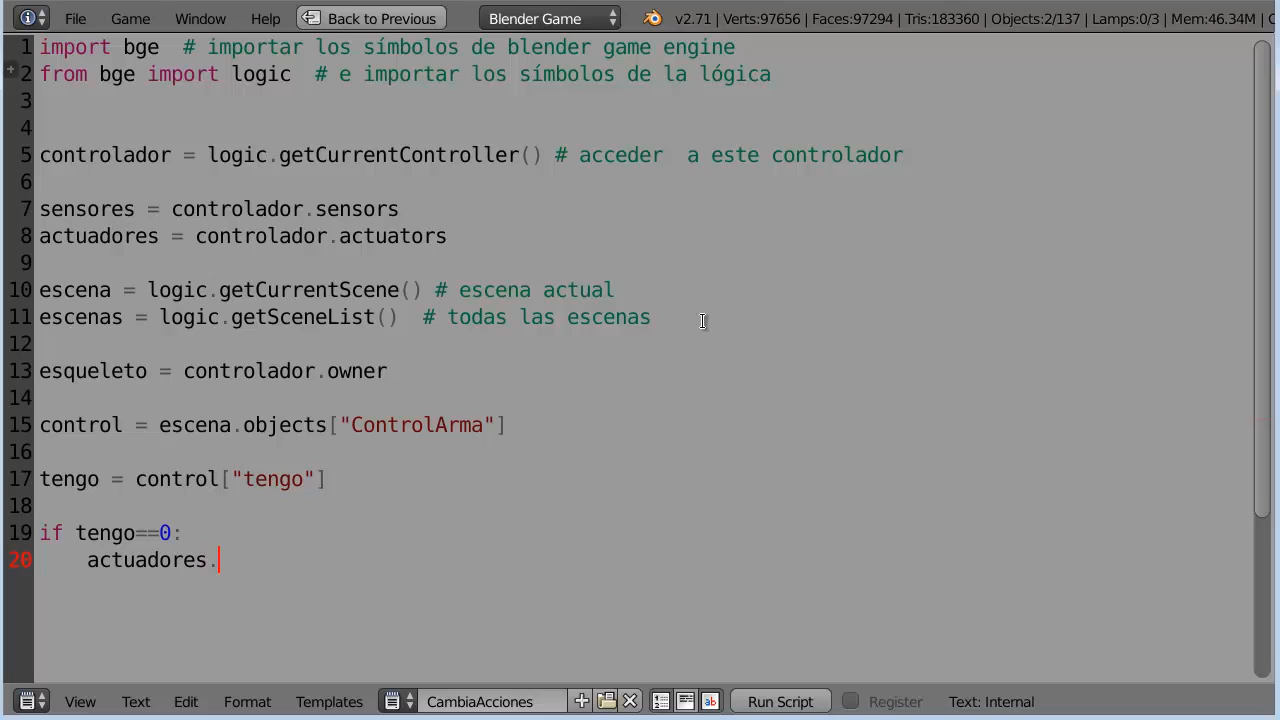 File Game Window Help Back to Previous Blender Game v2.71 | Verts:97656 | Faces:97294 | Tris:183360 | Objects:2/137 | Lamps:0/3 | Mem:46.34M |
1 import bge  # importar los símbolos de blender game engine
2 from bge import logic  # e importar los símbolos de la lógica
3
4
5 controlador = logic.getCurrentController() # acceder  a este controlador
6
7 sensores = controlador.sensors
8 actuadores = controlador.actuators
9
10 escena = logic.getCurrentScene() # escena actual
11 escenas = logic.getSceneList()  # todas las escenas
12
13 esqueleto = controlador.owner
14
15 control = escena.objects["ControlArma"]
16
17 tengo = control["tengo"]
18
19 if tengo==0:
20     actuadores.
View Text Edit Format Templates CambiaAcciones Run Script Register Text: Internal